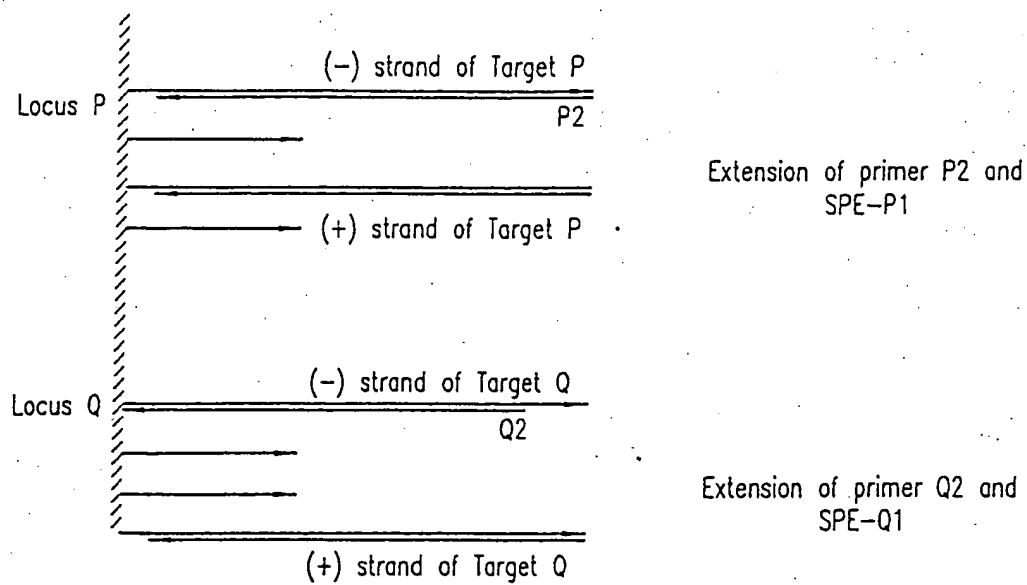 (-) strand of Target P
Locus P
P2
Extension of primer P2 and
SPE-P1
(+) strand of Target P
(-) strand of Target Q
Locus Q
Q2
Extension of primer Q2 and
SPE-Q1
(+) strand of Target Q